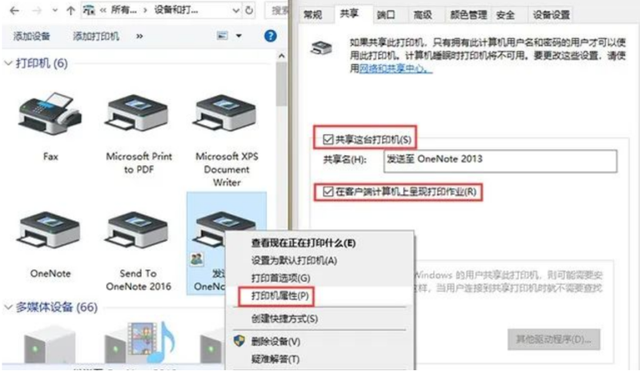 所有... > 设备和打...
添加设备
添加打印机
打印机 (6)
Fax
Microsoft Print
to PDF
Microsoft XPS
Document
Writer
OneNote
Send To
OneNote 2016
发送
OneNo
多媒体设备 (66)
查看现在正在打印什么(E)
设置为默认打印机(A)
打印首选项(G)
打印机属性(P)
创建快捷方式(S)
删除设备(V)
疑难解答(T)
常规
共享
端口
高级
颜色管理
安全
设备设置
如果共享此打印机，只有拥有此计算机用户名和密码的用户才可以使
用此打印机。计算机睡眠时打印机将不可用。要更改这些设置，请使
用网络和共享中心。
共享这台打印机(S)
共享名(H):
发送至 OneNote 2013
在客户端计算机上呈现打印作业(R)
Windows 的用户共享此打印机，则可能需要安
这样，当用户连接到共享打印机时就不需要查找
其他驱动程序(D)...